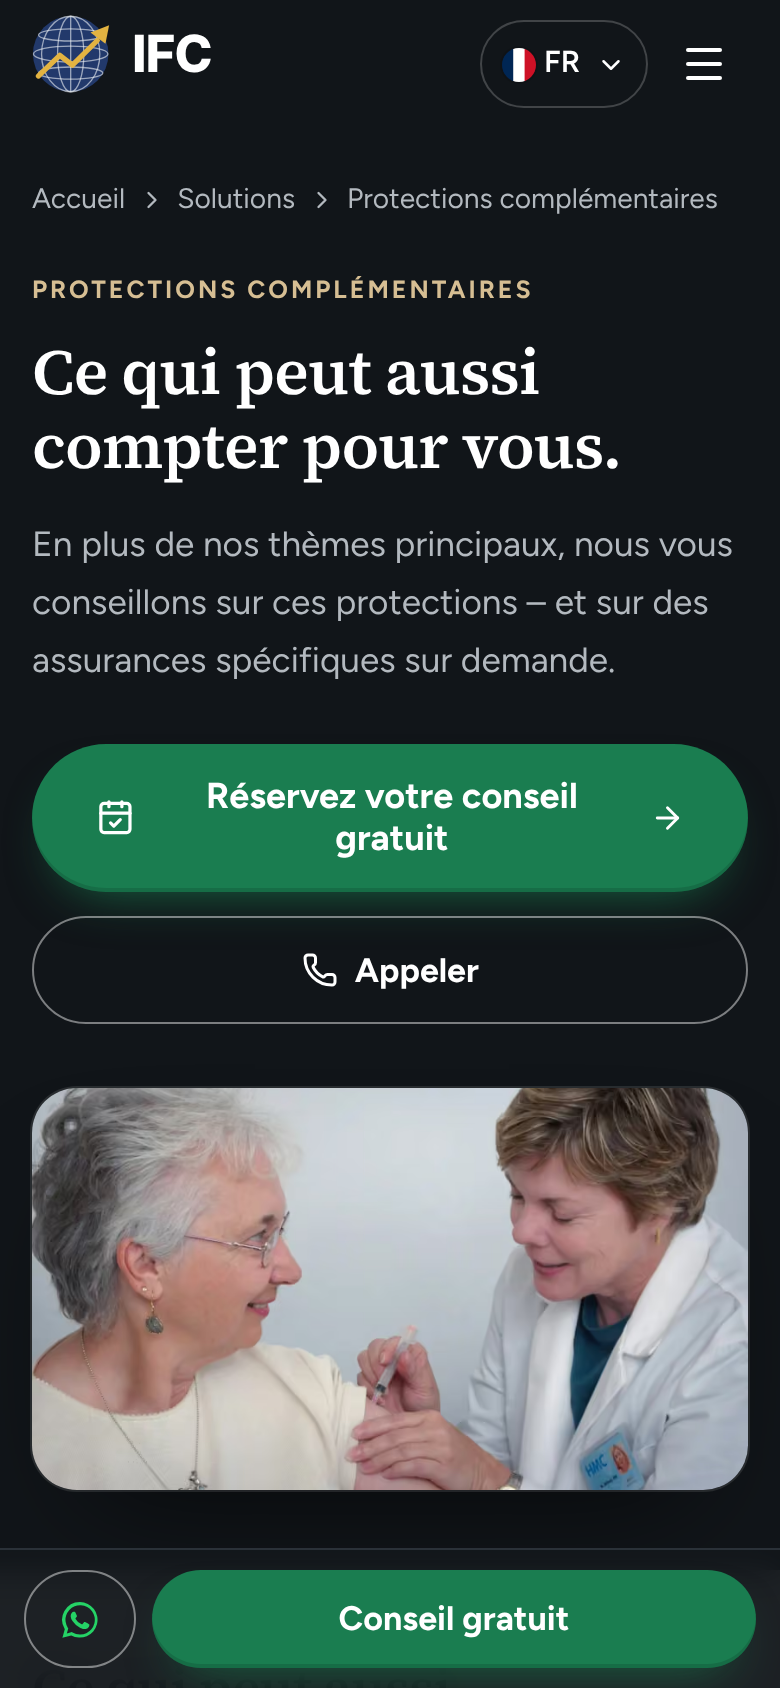 IFC
FR
Accueil > Solutions > Protections complémentaires
PROTECTIONS COMPLÉMENTAIRES
Ce qui peut aussi
compter pour vous.
En plus de nos thèmes principaux, nous vous
conseillons sur ces protections – et sur des
assurances spécifiques sur demande.
Réservez votre conseil
gratuit
Appeler
HMC
Conseil gratuit